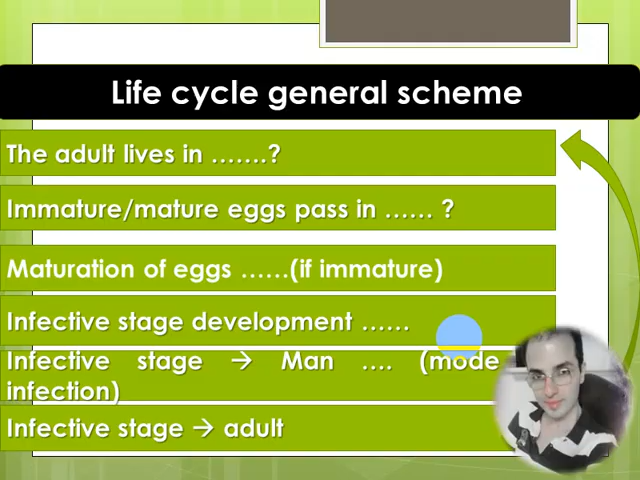 Life cycle general scheme
The adult lives in …….?
Immature/mature eggs pass in …… ?
Maturation of eggs ……(if immature)
Infective stage development ……
Infective stage → Man …. (mode
infection)
Infective stage → adult